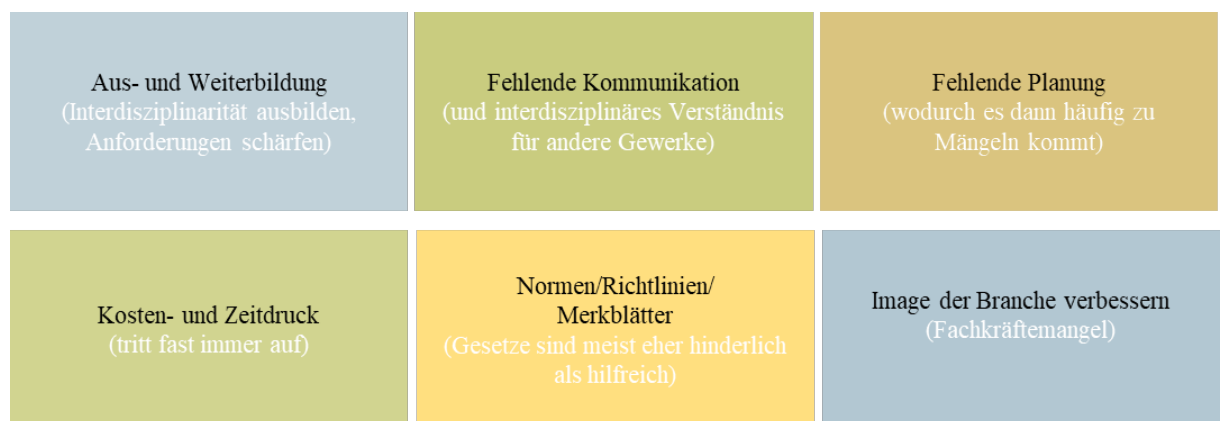 Aus- und Weiterbildung
(Interdisziplinarität ausbilden,
Anforderungen schärfen)
Fehlende Kommunikation
(und interdisziplinäres Verständnis
für andere Gewerke)
Fehlende Planung
(wodurch es dann häufig zu
Mängeln kommt)
Kosten- und Zeitdruck
(tritt fast immer auf)
Normen/Richtlinien/
Merkblätter
(Gesetze sind meist eher hinderlich
als hilfreich)
Image der Branche verbessern
(Fachkräftemangel)